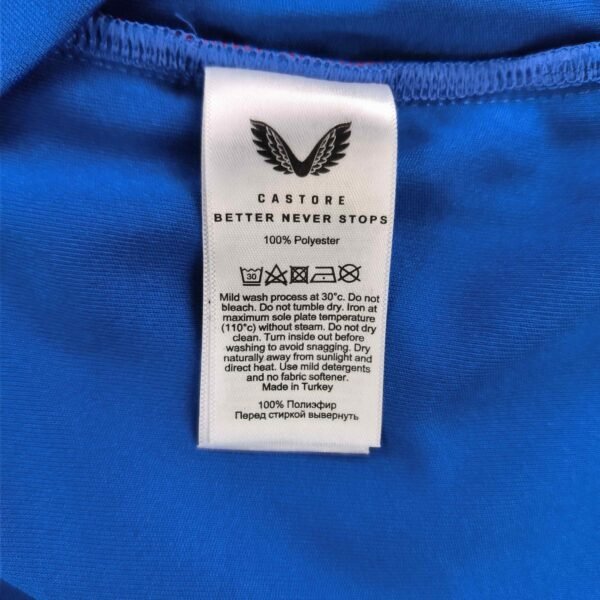 CASTORE
BETTER NEVER STOPS
100% Polyester
30
Mild wash process at 30°c. Do not
bleach. Do not tumble dry. Iron at
maximum sole plate temperature
(110°c) without steam. Do not dry
clean. Turn inside out before
washing to avoid snagging. Dry
naturally away from sunlight and
direct heat. Use mild detergents
and no fabric softener.
Made in Turkey
100% Полиэфир
Перед стиркой вывернуть